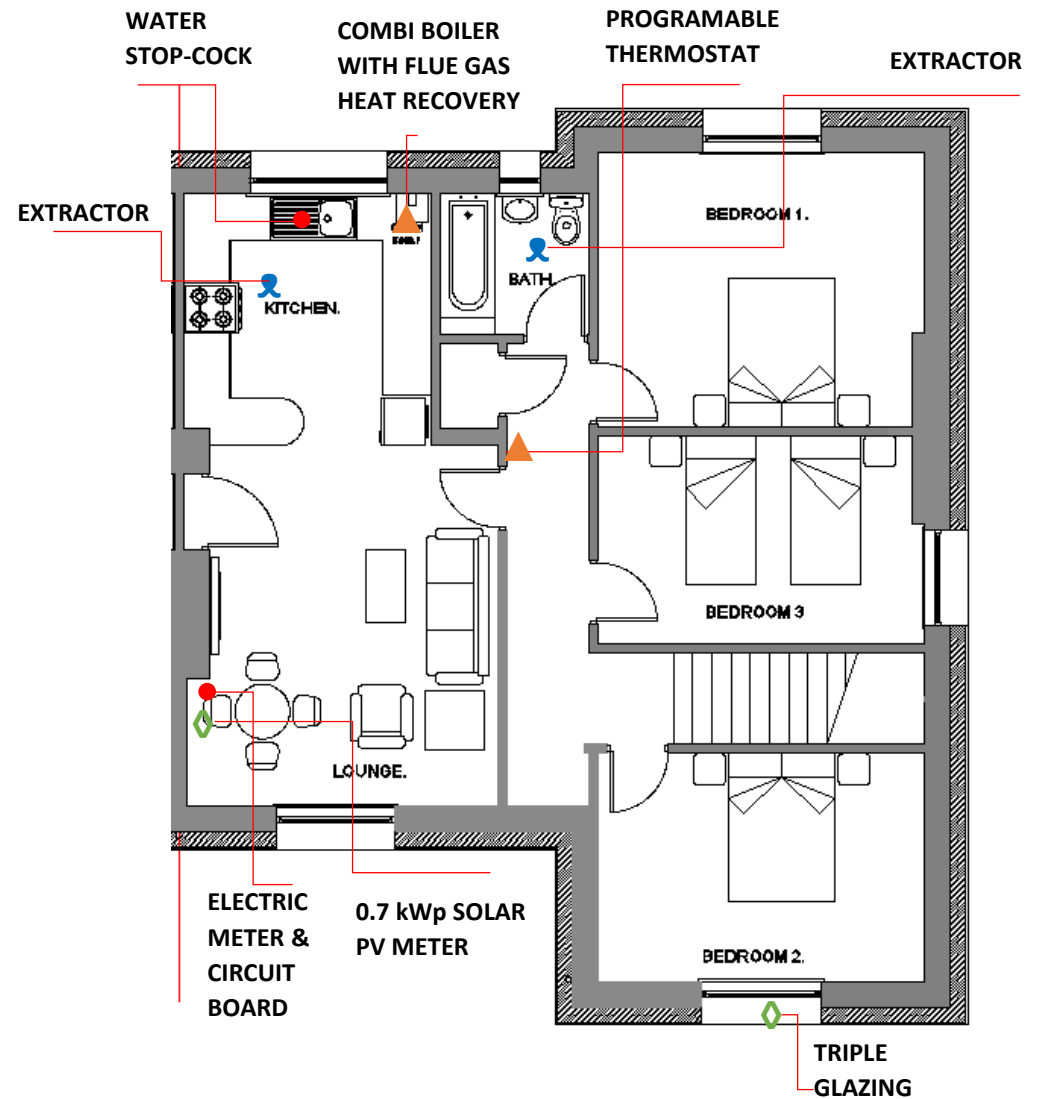 WATER
STOP-COCK
COMBI BOILER
WITH FLUE GAS
HEAT RECOVERY
PROGRAMABLE
THERMOSTAT
EXTRACTOR
EXTRACTOR
BEDROOM 1.
BATH.
KITCHEN.
BEDROOM 3
LOUNGE.
BEDROOM 2.
ELECTRIC
METER &
CIRCUIT
BOARD
0.7 kWp SOLAR
PV METER
TRIPLE
GLAZING